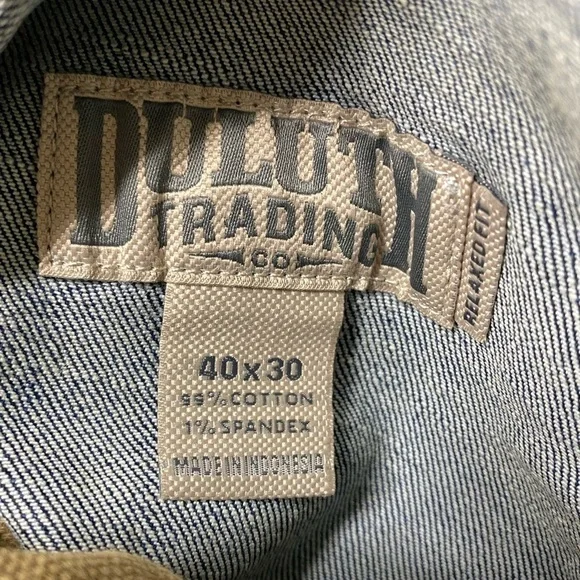 DULUTH
TRADING
CO
RELAXED FIT
40x30
99% COTTON
1% SPANDEX
MADE IN INDONESIA